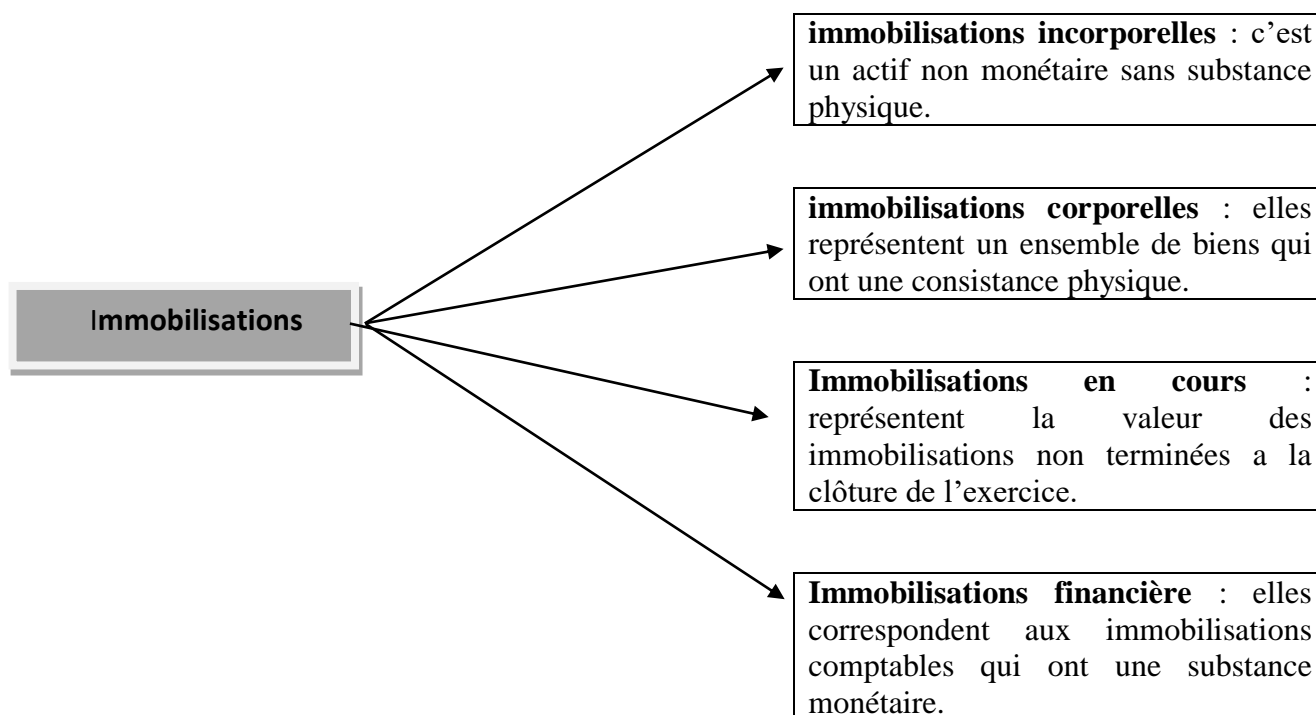 immobilisations incorporelles : c’est
un actif non monétaire sans substance
physique.
immobilisations corporelles : elles
représentent un ensemble de biens qui
ont une consistance physique.
Immobilisations
Immobilisations en cours :
représentent la valeur des
immobilisations non terminées a la
clôture de l’exercice.
Immobilisations financière : elles
correspondent aux immobilisations
comptables qui ont une substance
monétaire.